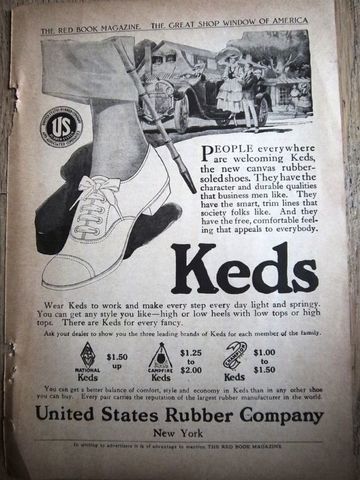 THE RED BOOK MAGAZINE. THE GREAT SHOP WINDOW OF AMERICA
US
PEOPLE everywhere
are welcoming Keds,
the new canvas rubber-
soled shoes. They have the
character and durable qualities
that business men like. They
have the smart, trim lines that
society folks like. And they
have the free, comfortable feel-
ing that appeals to everybody.
Keds
Wear Keds to work and make every step every day light and springy.
You can get any style you like—high or low heels with low tops or high
tops. There are Keds for every fancy.
Ask your dealer to show you the three leading brands of Keds for each member of the family.
NATIONAL
Keds
$1.50
up
CAMPFIRE
Keds
$1.25
to
$2.00
CHAMPION
Keds
$1.00
to
$1.50
You can get a better balance of comfort, style and economy in Keds than in any other shoe
you can buy. Every pair carries the reputation of the largest rubber manufacturer in the world.
United States Rubber Company
New York
In writing to advertisers it is of advantage to mention THE RED BOOK MAGAZINE.